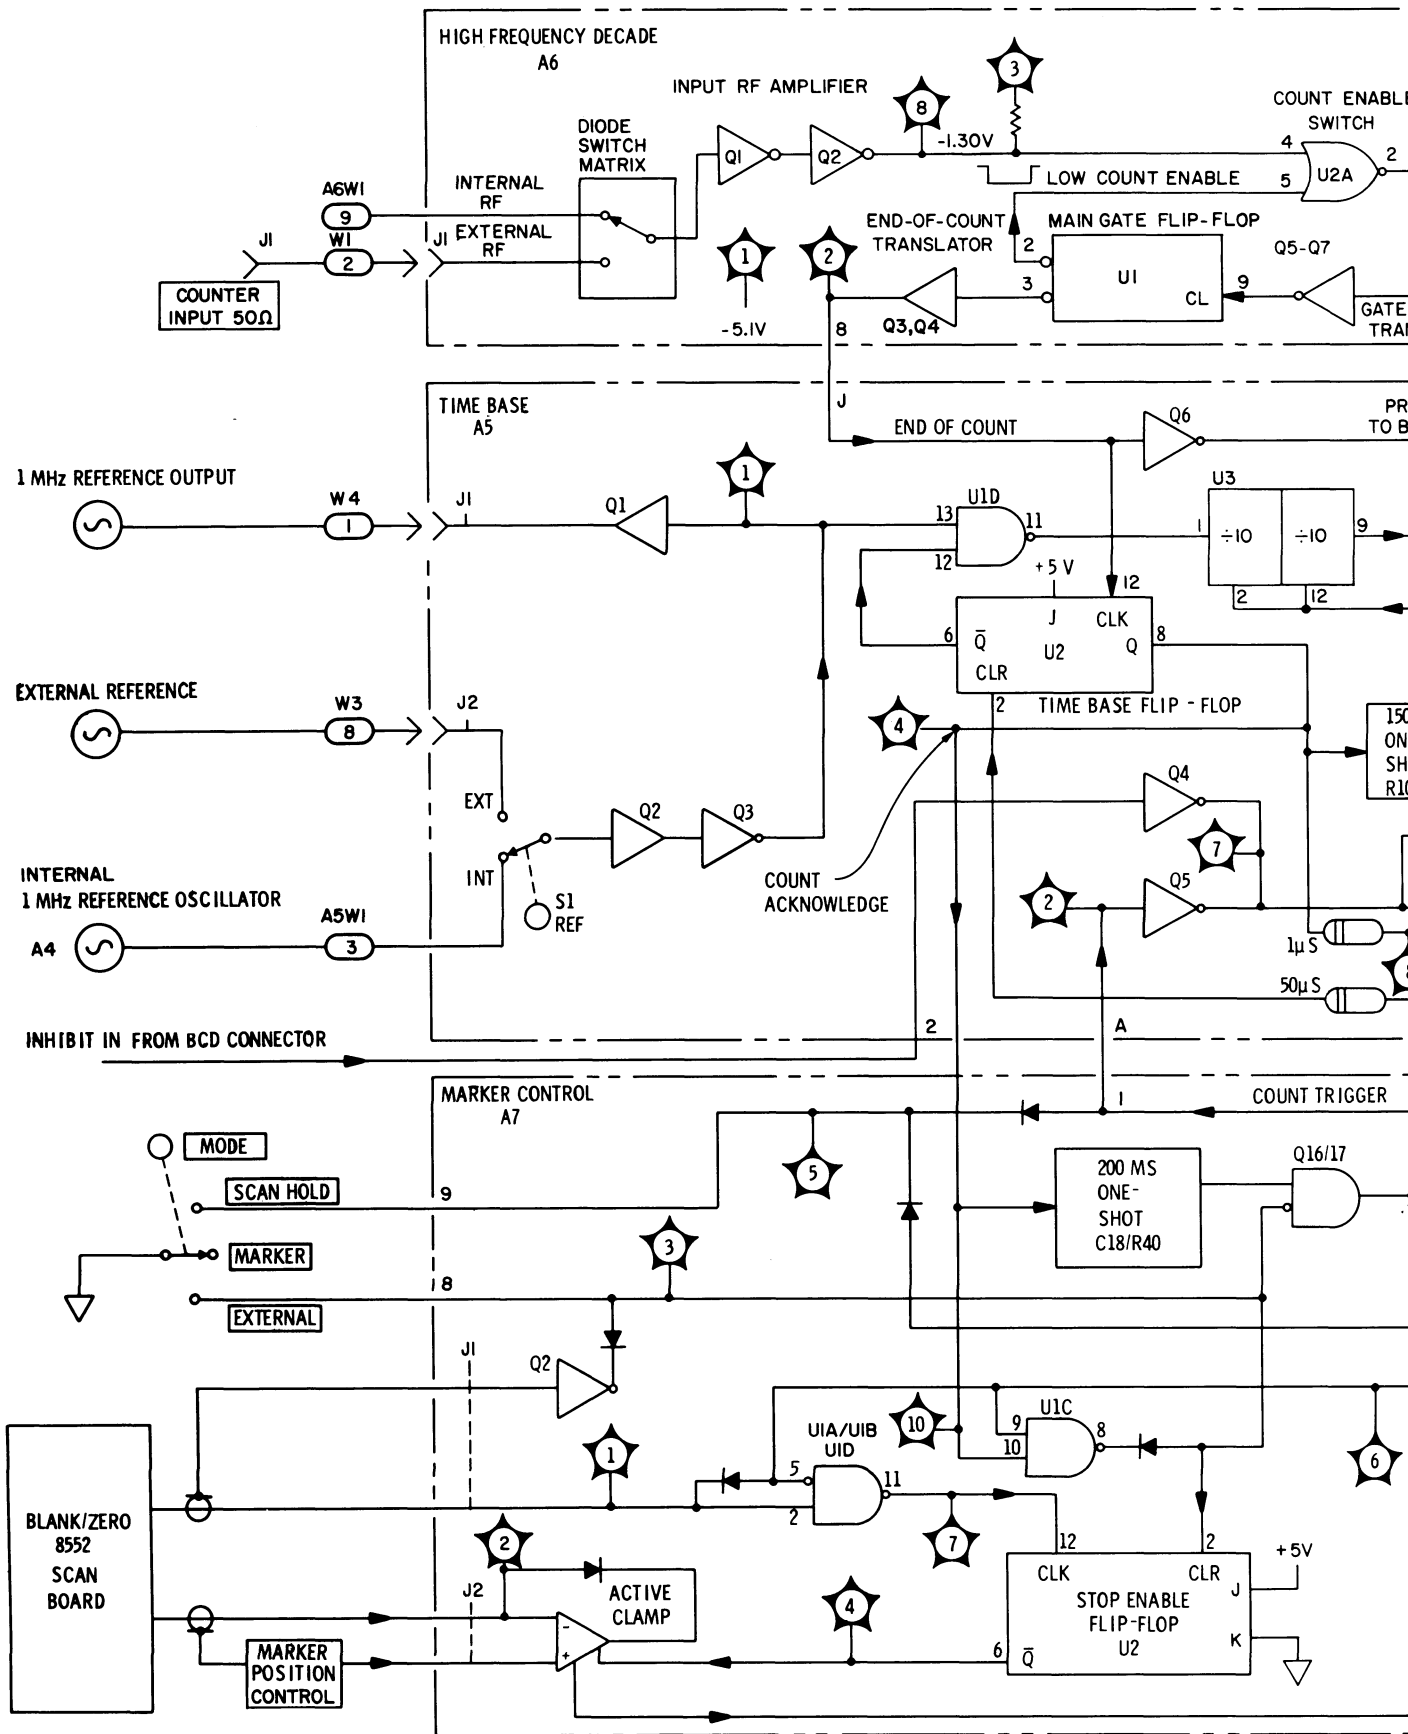 HIGH FREQUENCY DECADE
A6
INPUT RF AMPLIFIER
3
8
COUNT ENABLE
SWITCH
DIODE
SWITCH
MATRIX
Q1
Q2
-1.30V
4
2
U2A
5
LOW COUNT ENABLE
INTERNAL
RF
A6W1
9
EXTERNAL
RF
J1
W1
2
J1
COUNTER
INPUT 50Ω
END-OF-COUNT
TRANSLATOR
MAIN GATE FLIP-FLOP
Q5-Q7
1
2
2
U1
3
9
CL
-5.1V
8
Q3,Q4
GATE
TRA
TIME BASE
A5
J
END OF COUNT
Q6
PR
TO B
1 MHz REFERENCE OUTPUT
W4
1
J1
Q1
1
U1D
13
11
12
U3
1
÷10
÷10
9
2
12
+5 V
12
J
CLK
6
Q̅
U2
Q
8
CLR
2
TIME BASE FLIP-FLOP
4
EXTERNAL REFERENCE
W3
8
J2
150
ON
SH
R10
EXT
Q2
Q3
Q4
7
INT
S1
REF
COUNT
ACKNOWLEDGE
2
Q5
INTERNAL
1 MHz REFERENCE OSCILLATOR
A4
A5W1
3
1µS
50µS
8
INHIBIT IN FROM BCD CONNECTOR
2
A
MARKER CONTROL
A7
1
COUNT TRIGGER
MODE
5
200 MS
ONE-
SHOT
C18/R40
Q16/17
SCAN HOLD
9
MARKER
3
EXTERNAL
8
J1
Q2
U1A/U1B
U1D
10
U1C
9
10
8
6
1
5
2
11
7
BLANK/ZERO
8552
SCAN
BOARD
2
J2
ACTIVE
CLAMP
-
+
4
12
2
+5V
CLK
CLR
J
STOP ENABLE
FLIP-FLOP
U2
K
6
Q̅
MARKER
POSITION
CONTROL